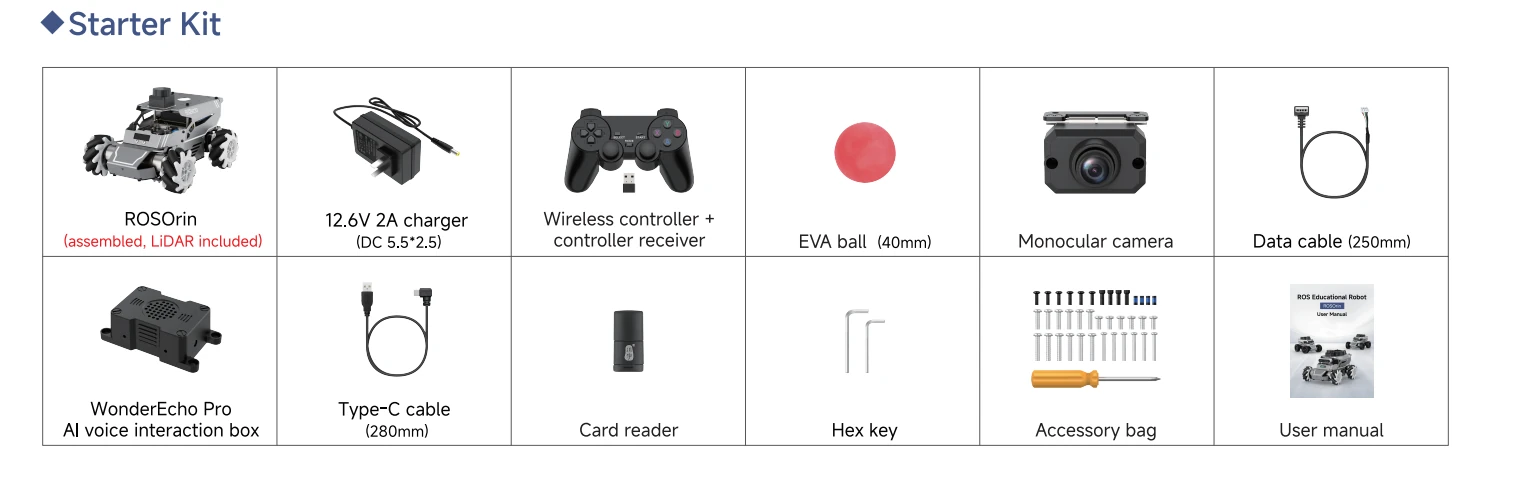 ◆Starter Kit
ROSOrin
(assembled, LiDAR included)
12.6V 2A charger
(DC 5.5*2.5)
Wireless controller +
controller receiver
EVA ball (40mm)
Monocular camera
Data cable (250mm)
WonderEcho Pro
AI voice interaction box
Type-C cable
(280mm)
Card reader
Hex key
Accessory bag
ROS Educational Robot
ROSOrin
User Manual
User manual